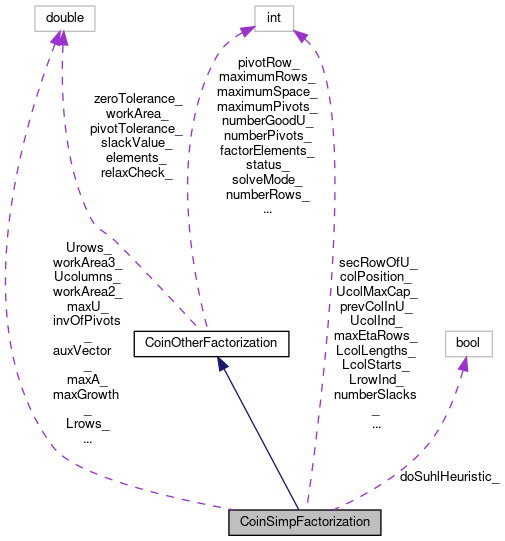 double
int
zeroTolerance_
workArea_
pivotTolerance_
slackValue_
elements_
relaxCheck_
pivotRow_
maximumRows_
maximumSpace_
maximumPivots_
numberGoodU_
numberPivots_
factorElements_
status_
solveMode_
numberRows_
...
Urows_
workArea3_
Ucolumns_
workArea2_
maxU_
invOfPivots
_
auxVector
_
maxA_
maxGrowth
_
Lrows_
...
CoinOtherFactorization
secRowOfU_
colPosition_
UcolMaxCap_
prevColInU_
UcolInd_
maxEtaRows_
LcolLengths_
LcolStarts_
LrowInd_
numberSlacks
_
...
bool
doSuhlHeuristic_
CoinSimpFactorization